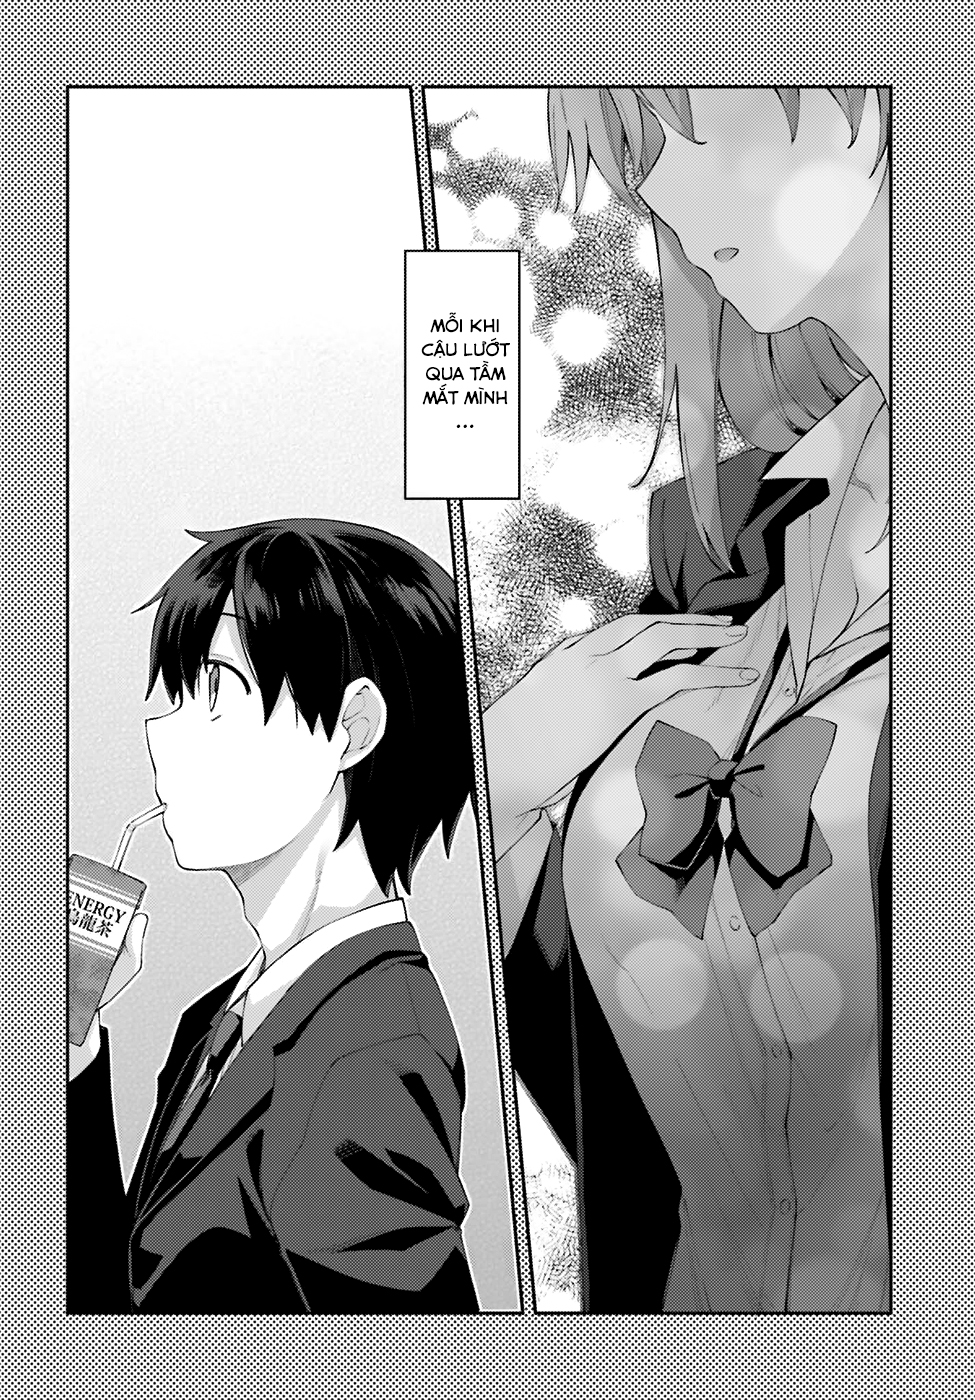 MỖI KHI
CẬU LƯỚT
QUA TẦM
MẮT MÌNH
...
ENERGY
烏龍茶